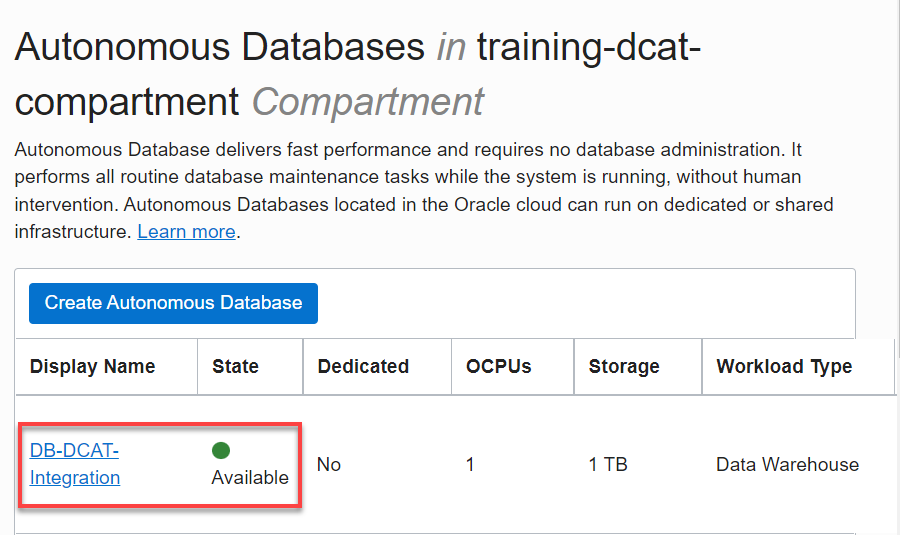 Autonomous Databases in training-dcat-
compartment Compartment
Autonomous Database delivers fast performance and requires no database administration. It
performs all routine database maintenance tasks while the system is running, without human
intervention. Autonomous Databases located in the Oracle cloud can run on dedicated or shared
infrastructure. Learn more.
Create Autonomous Database
Display Name State Dedicated OCPUs Storage Workload Type
DB-DCAT-
Integration Available No 1 1 TB Data Warehouse